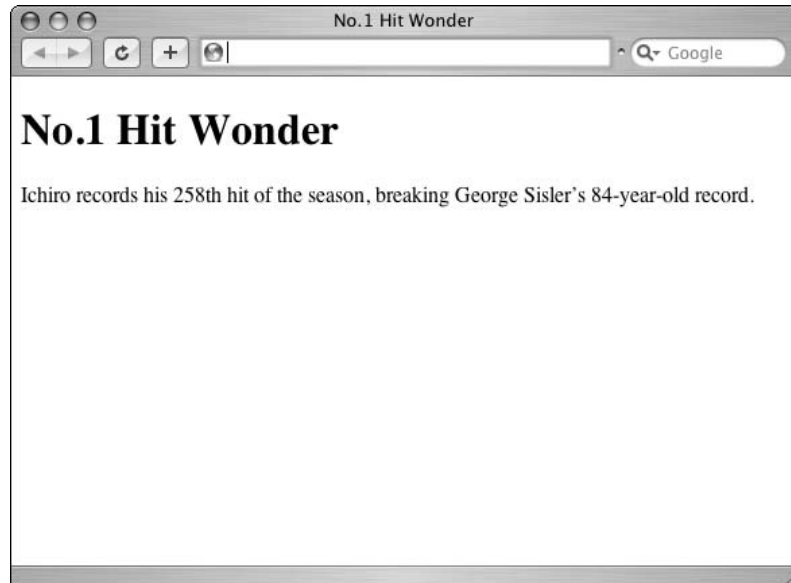 No.1 Hit Wonder
Google
No.1 Hit Wonder
Ichiro records his 258th hit of the season, breaking George Sisler's 84-year-old record.